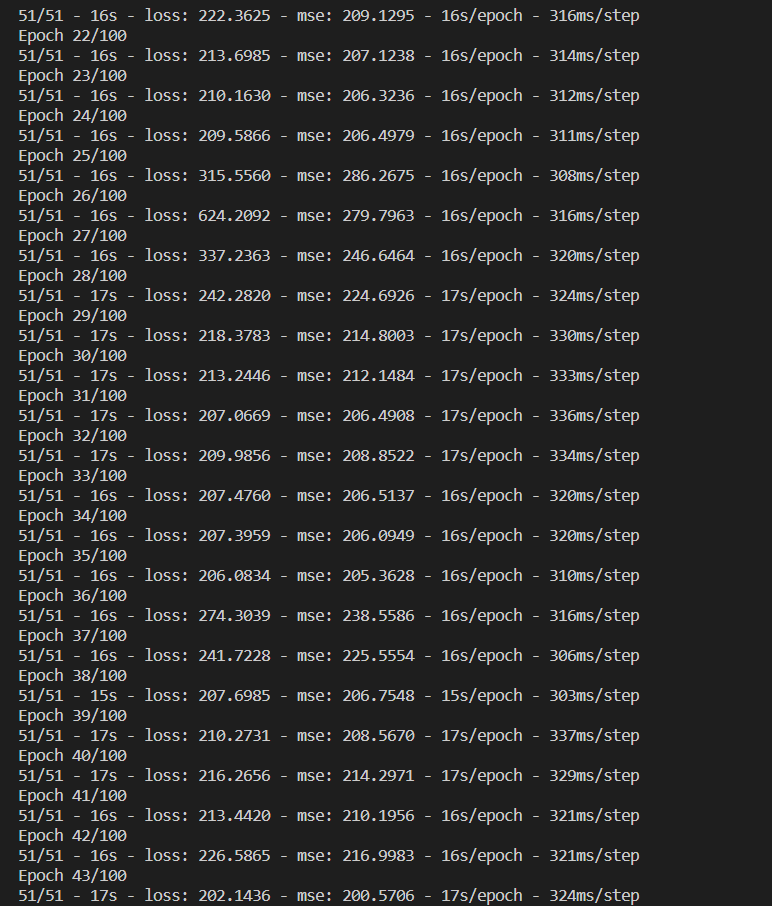 51/51 - 16s - loss: 222.3625 - mse: 209.1295 - 16s/epoch - 316ms/step
Epoch 22/100
51/51 - 16s - loss: 213.6985 - mse: 207.1238 - 16s/epoch - 314ms/step
Epoch 23/100
51/51 - 16s - loss: 210.1630 - mse: 206.3236 - 16s/epoch - 312ms/step
Epoch 24/100
51/51 - 16s - loss: 209.5866 - mse: 206.4979 - 16s/epoch - 311ms/step
Epoch 25/100
51/51 - 16s - loss: 315.5560 - mse: 286.2675 - 16s/epoch - 308ms/step
Epoch 26/100
51/51 - 16s - loss: 624.2092 - mse: 279.7963 - 16s/epoch - 316ms/step
Epoch 27/100
51/51 - 16s - loss: 337.2363 - mse: 246.6464 - 16s/epoch - 320ms/step
Epoch 28/100
51/51 - 17s - loss: 242.2820 - mse: 224.6926 - 17s/epoch - 324ms/step
Epoch 29/100
51/51 - 17s - loss: 218.3783 - mse: 214.8003 - 17s/epoch - 330ms/step
Epoch 30/100
51/51 - 17s - loss: 213.2446 - mse: 212.1484 - 17s/epoch - 333ms/step
Epoch 31/100
51/51 - 17s - loss: 207.0669 - mse: 206.4908 - 17s/epoch - 336ms/step
Epoch 32/100
51/51 - 17s - loss: 209.9856 - mse: 208.8522 - 17s/epoch - 334ms/step
Epoch 33/100
51/51 - 16s - loss: 207.4760 - mse: 206.5137 - 16s/epoch - 320ms/step
Epoch 34/100
51/51 - 16s - loss: 207.3959 - mse: 206.0949 - 16s/epoch - 320ms/step
Epoch 35/100
51/51 - 16s - loss: 206.0834 - mse: 205.3628 - 16s/epoch - 310ms/step
Epoch 36/100
51/51 - 16s - loss: 274.3039 - mse: 238.5586 - 16s/epoch - 316ms/step
Epoch 37/100
51/51 - 16s - loss: 241.7228 - mse: 225.5554 - 16s/epoch - 306ms/step
Epoch 38/100
51/51 - 15s - loss: 207.6985 - mse: 206.7548 - 15s/epoch - 303ms/step
Epoch 39/100
51/51 - 17s - loss: 210.2731 - mse: 208.5670 - 17s/epoch - 337ms/step
Epoch 40/100
51/51 - 17s - loss: 216.2656 - mse: 214.2971 - 17s/epoch - 329ms/step
Epoch 41/100
51/51 - 16s - loss: 213.4420 - mse: 210.1956 - 16s/epoch - 321ms/step
Epoch 42/100
51/51 - 16s - loss: 226.5865 - mse: 216.9983 - 16s/epoch - 321ms/step
Epoch 43/100
51/51 - 17s - loss: 202.1436 - mse: 200.5706 - 17s/epoch - 324ms/step